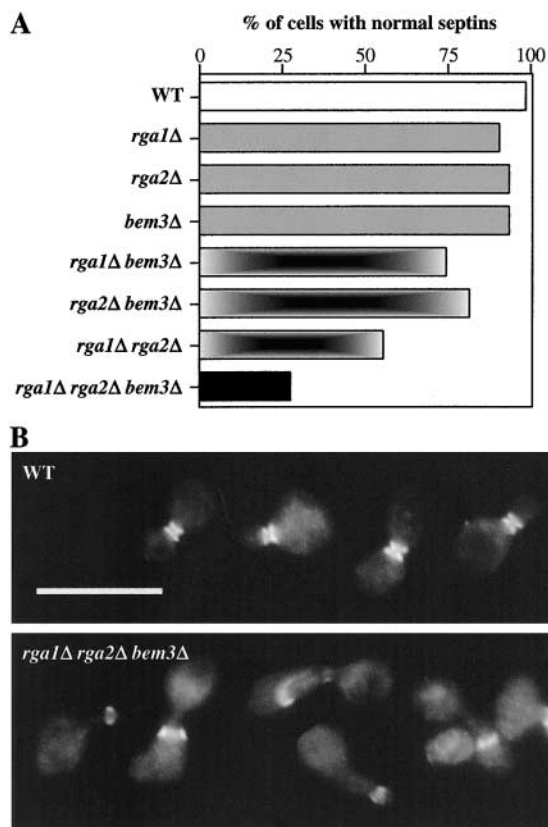 A
% of cells with normal septins
0 25 50 75 100
WT
rga1Δ
rga2Δ
bem3Δ
rga1Δ bem3Δ
rga2Δ bem3Δ
rga1Δ rga2Δ
rga1Δ rga2Δ bem3Δ
B
WT
rga1Δ rga2Δ bem3Δ